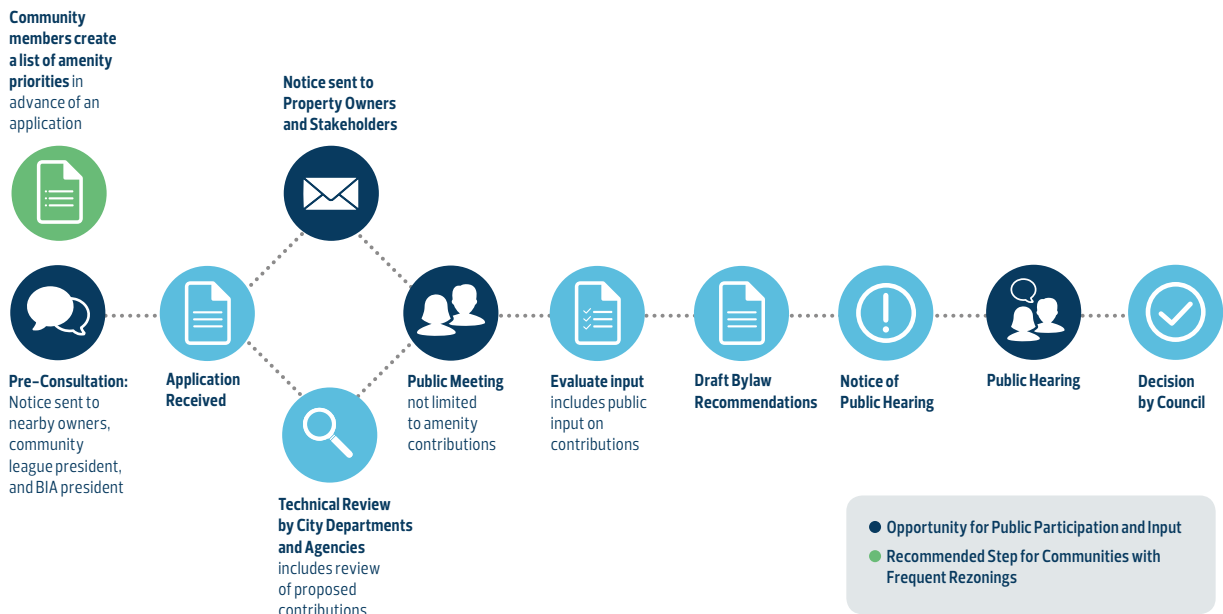 Community
members create
a list of amenity
priorities in
advance of an
application
Notice sent to
Property Owners
and Stakeholders
Pre-Consultation:
Notice sent to
nearby owners,
community
league president,
and BIA president
Application
Received
Technical Review
by City Departments
and Agencies
includes review
of proposed
contributions
Public Meeting
not limited
to amenity
contributions
Evaluate input
includes public
input on
contributions
Draft Bylaw
Recommendations
Notice of
Public Hearing
Public Hearing
Decision
by Council
Opportunity for Public Participation and Input
Recommended Step for Communities with
Frequent Rezonings